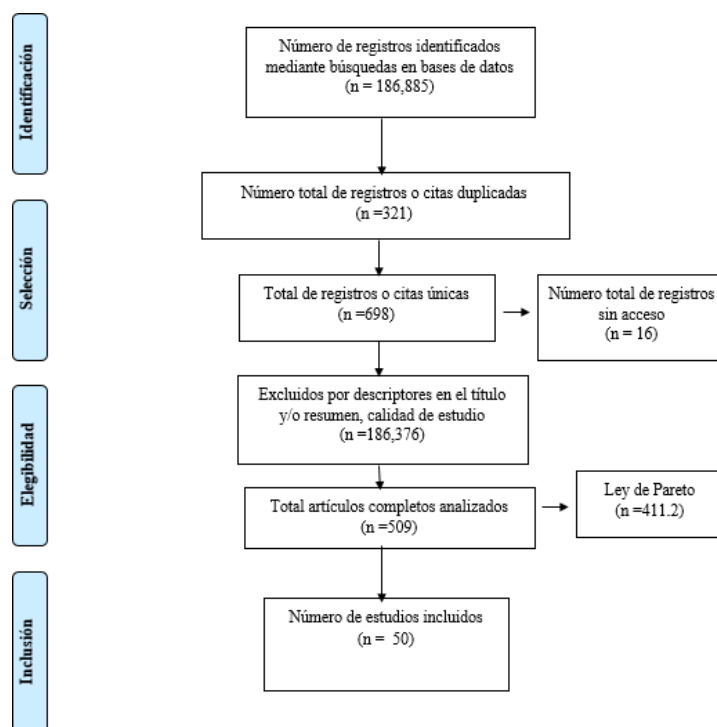 Identificación
Número de registros identificados
mediante búsquedas en bases de datos
(n = 186,885)
Número total de registros o citas duplicadas
(n =321)
Selección
Total de registros o citas únicas
(n =698)
Número total de registros
sin acceso
(n = 16)
Elegibilidad
Excluidos por descriptores en el título
y/o resumen, calidad de estudio
(n =186,376)
Total artículos completos analizados
(n =509)
Ley de Pareto
(n =411.2)
Inclusión
Número de estudios incluidos
(n = 50)